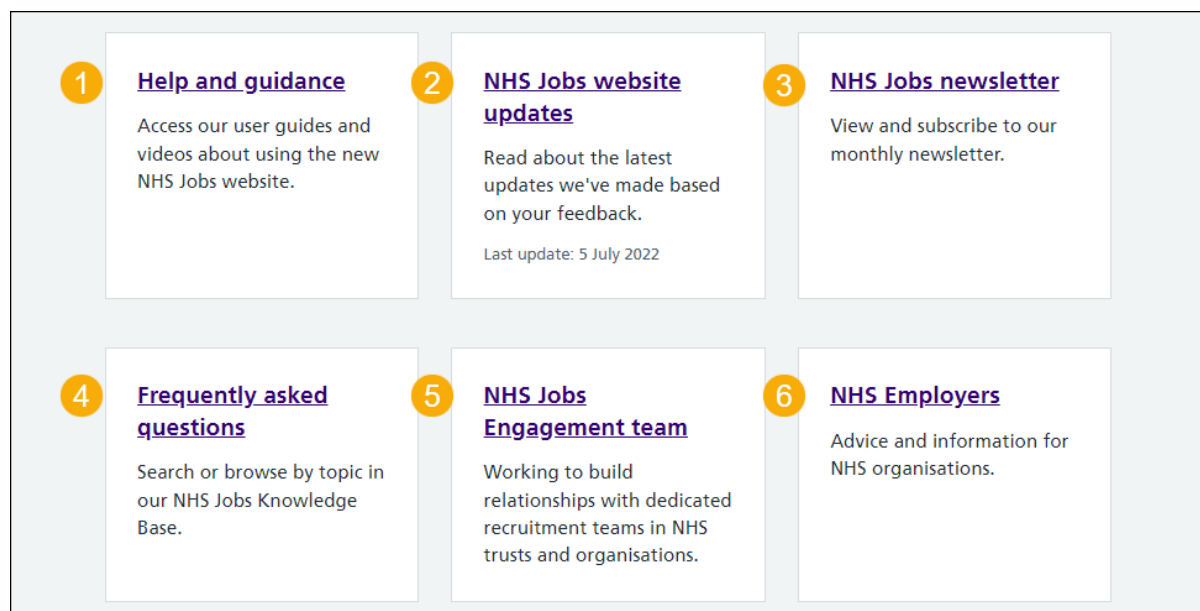 1
Help and guidance
Access our user guides and
videos about using the new
NHS Jobs website.
2
NHS Jobs website
updates
Read about the latest
updates we've made based
on your feedback.
Last update: 5 July 2022
3
NHS Jobs newsletter
View and subscribe to our
monthly newsletter.
4
Frequently asked
questions
Search or browse by topic in
our NHS Jobs Knowledge
Base.
5
NHS Jobs
Engagement team
Working to build
relationships with dedicated
recruitment teams in NHS
trusts and organisations.
6
NHS Employers
Advice and information for
NHS organisations.